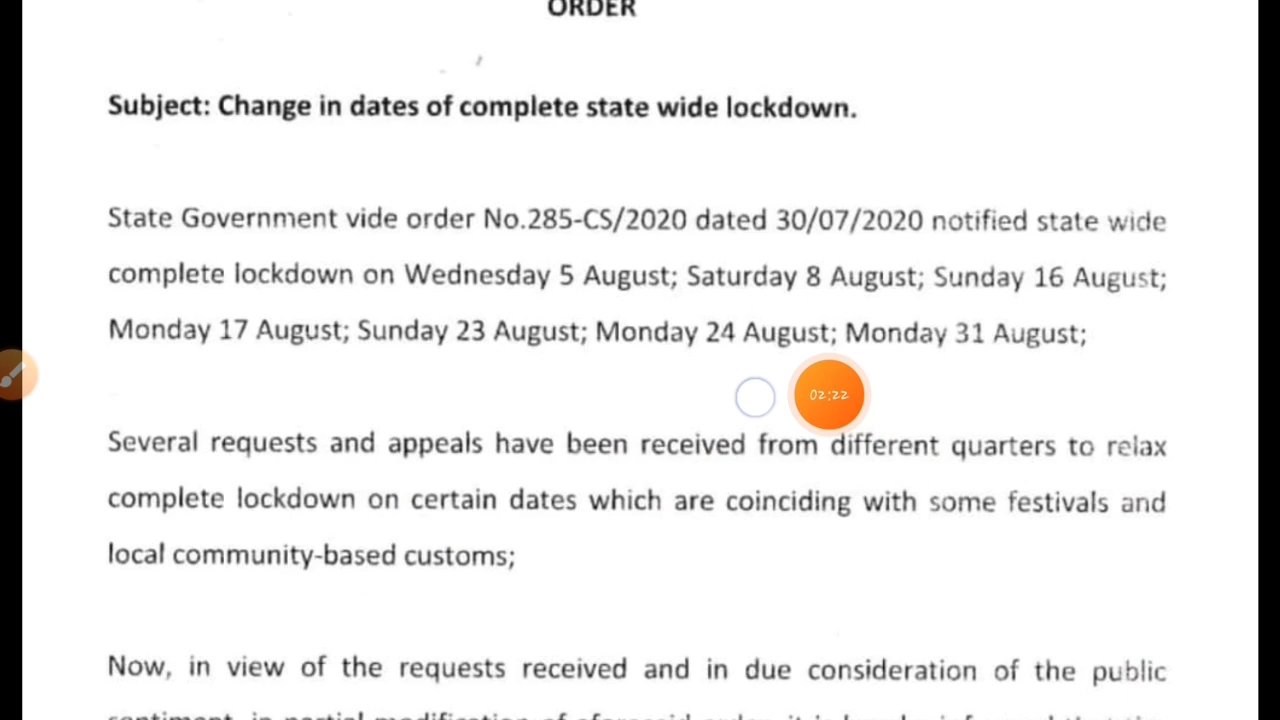 ORDER
Subject: Change in dates of complete state wide lockdown.
State Government vide order No.285-CS/2020 dated 30/07/2020 notified state wide
complete lockdown on Wednesday 5 August; Saturday 8 August; Sunday 16 August;
Monday 17 August; Sunday 23 August; Monday 24 August; Monday 31 August;
02:22
Several requests and appeals have been received from different quarters to relax
complete lockdown on certain dates which are coinciding with some festivals and
local community-based customs;
Now, in view of the requests received and in due consideration of the public